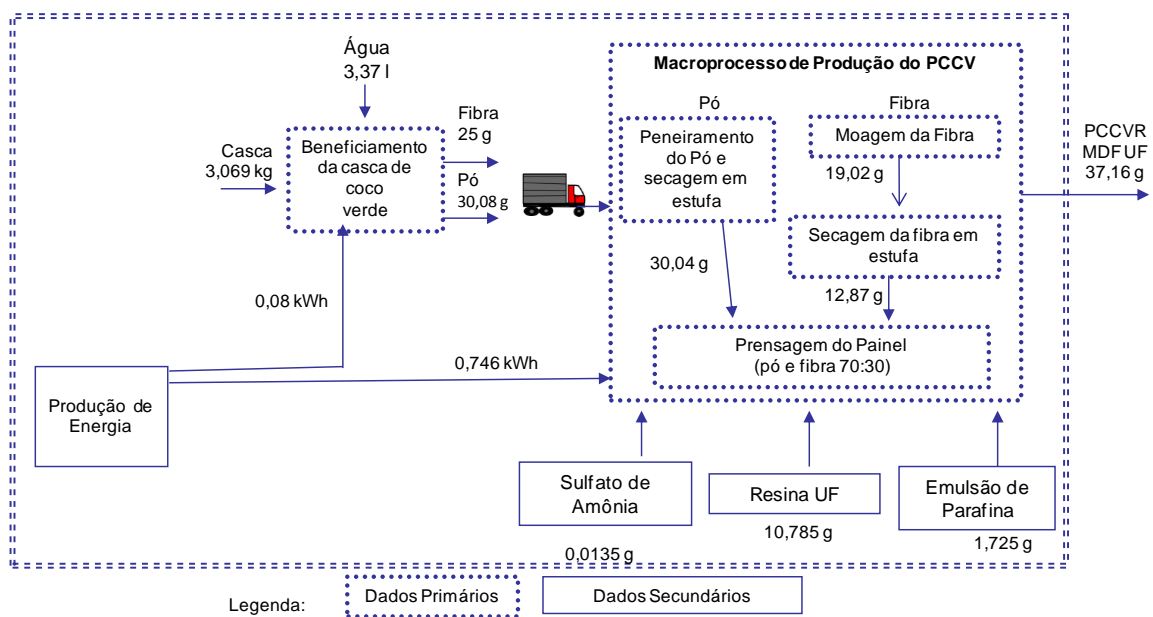 Água
3,37 l
Casca
3,069 kg
Beneficiamento
da casca de
coco
verde
Fibra
25 g
Pó
30,08 g
0,08 kWh
0,746 kWh
Produção de
Energia
Macroprocesso de Produção do PCCV
Pó
Peneiramento
do Pó e
secagem em
estufa
30,04 g
Fibra
Moagem da Fibra
19,02 g
Secagem da fibra em
estufa
12,87 g
Prensagem do Painel
(pó e fibra 70:30)
PCCVR
MDF UF
37,16 g
Sulfato de
Amônia
0,0135 g
Resina UF
10,785 g
Emulsão de
Parafina
1,725 g
Legenda:
Dados Primários
Dados Secundários